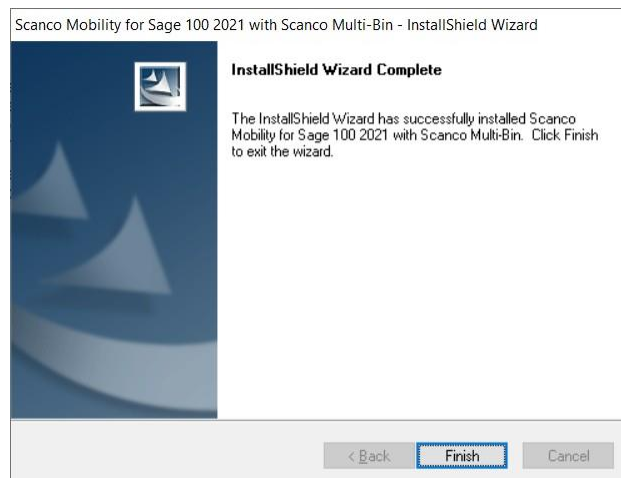 Scanco Mobility for Sage 100 2021 with Scanco Multi-Bin - InstallShield Wizard
InstallShield Wizard Complete
The InstallShield Wizard has successfully installed Scanco
Mobility for Sage 100 2021 with Scanco Multi-Bin. Click Finish
to exit the wizard.
< Back
Finish
Cancel